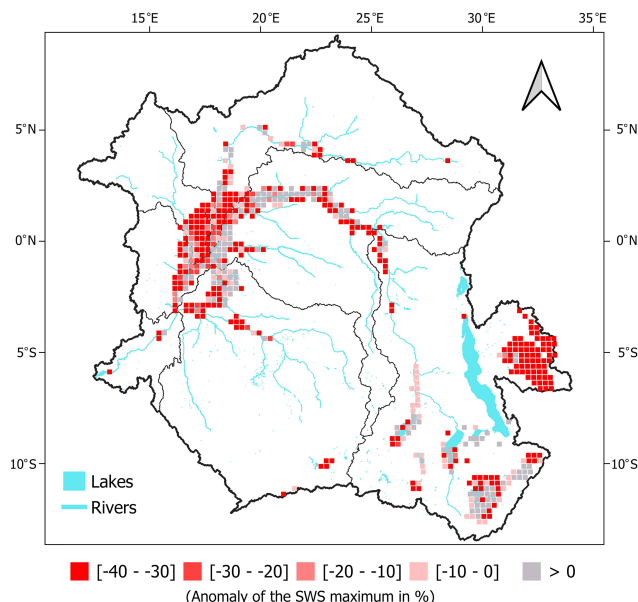 15°E 20°E 25°E 30°E 35°E
5°N
5°N
0°N
0°N
5°S
5°S
10°S
10°S
Lakes
Rivers
[-40 - -30] [-30 - -20] [-20 - -10] [-10 - 0] > 0
(Anomaly of the SWS maximum in %)